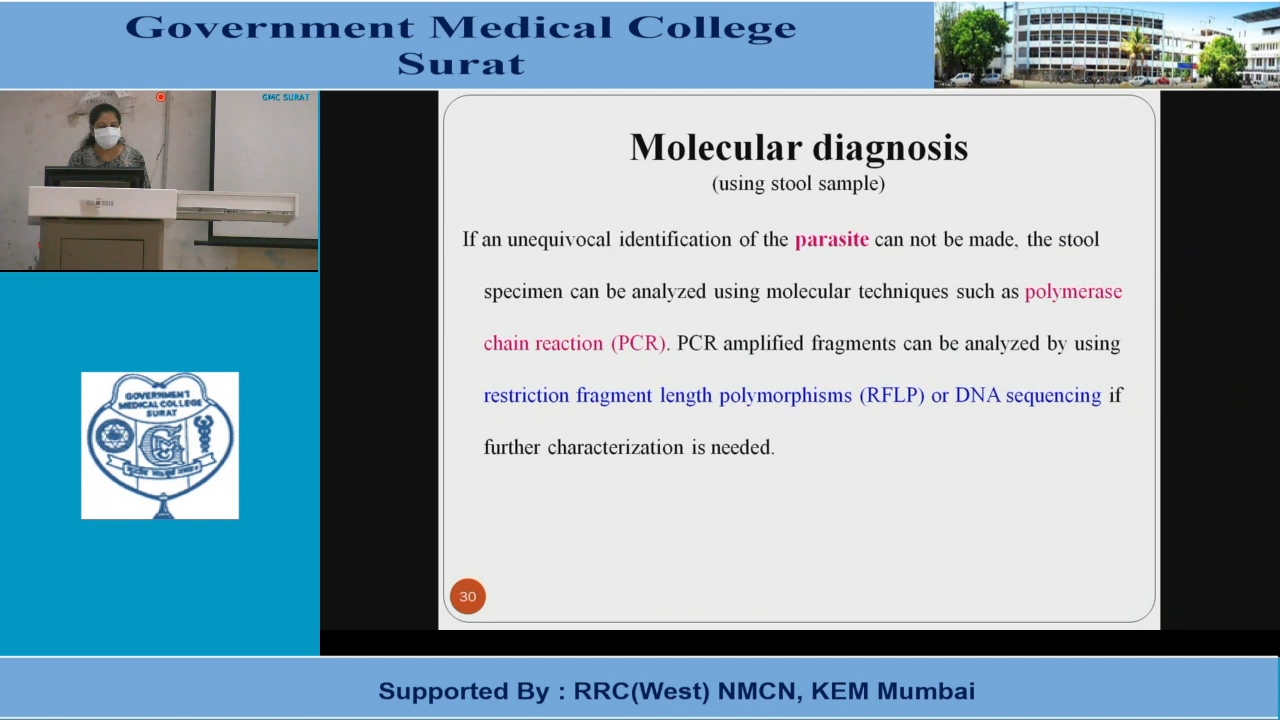 Government Medical College
Surat
GMC SURAT
GLOBUS
Molecular diagnosis
(using stool sample)
If an unequivocal identification of the parasite can not be made, the stool
specimen can be analyzed using molecular techniques such as polymerase
chain reaction (PCR). PCR amplified fragments can be analyzed by using
restriction fragment length polymorphisms (RFLP) or DNA sequencing if
further characterization is needed.
30
GOVERNMENT
MEDICAL COLLEGE
SURAT
Supported By : RRC(West) NMCN, KEM Mumbai